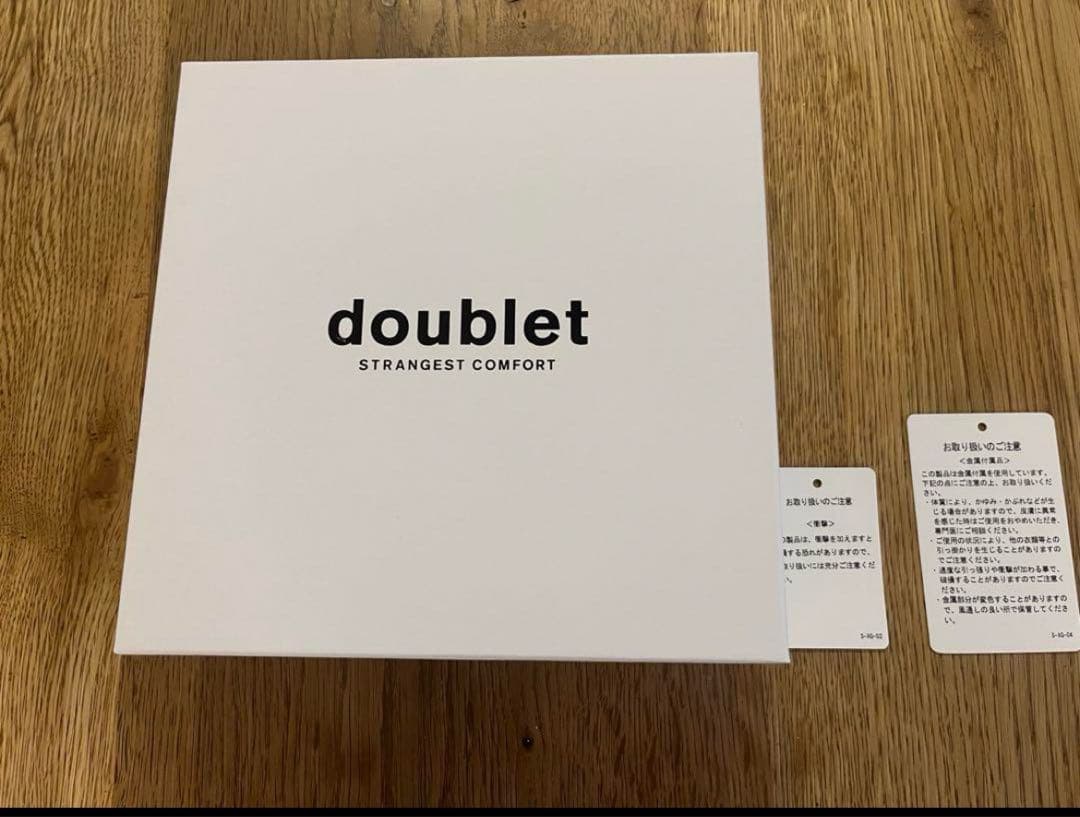 doublet
STRANGEST COMFORT
お取り扱いのご注意
<衝撃>
製品は、衝撃を加えますと
する恐れがありますので、
取り扱いには充分ご注意くだ
い。
S-AG-02
お取り扱いのご注意
<金属付属品>
この製品は金属付属を使用しています。
下記の点にご注意の上、お取り扱いくだ
さい。
・体質により、かゆみ・かぶれなどが生
じる場合がありますので、皮膚に異常
を感じた時はご使用をおやめいただき、
専門医にご相談ください。
・ご使用の状況により、他の衣類等との
引っ掛かりを生じることがありますの
でご注意ください。
・過度な引っ張りや衝撃が加わる事で、
破損することがありますのでご注意く
ださい。
・金属部分が変色することがありますの
で、風通しの良い所で保管してくださ
い。
S-AG-04